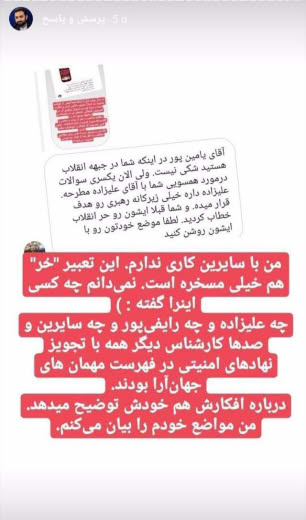 پرسش و پاسخ 5 d
آقای یامین پور در اینکه شما در جبهه انقلاب
هستید شکی نیست. ولی الان یکسری سوالات
درمورد همسویی شما با آقای علیزاده مطرحه.
علیزاده داره خیلی زیرکانه رهبری رو هدف
قرار میده. و شما قبلا ایشون رو حر انقلاب
خطاب کردید. لطفا موضع خودتون رو با
ایشون روشن کنید
من با سایرین کاری ندارم. این تعبیر "حُر"
هم خیلی مسخره است. نمی‌دانم چه کسی
اینرا گفته : )
چه علیزاده و چه رایفی‌پور و چه سایرین و
صدها کارشناس دیگر همه با تجویز
نهادهای امنیتی در فهرست مهمان های
جهان‌آرا بودند.
درباره افکارش هم خودش توضیح میدهد.
من مواضع خودم را بیان می‌کنم.